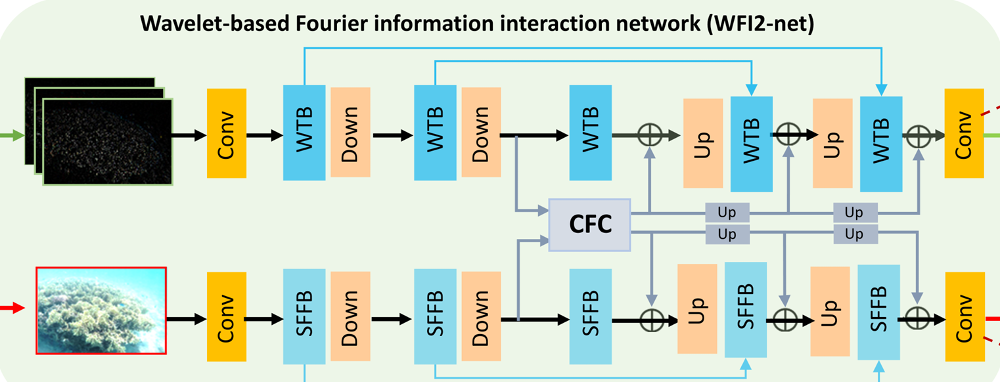 Wavelet-based Fourier information interaction network (WFI2-net)
Conv
WTB
Down
WTB
Down
WTB
Up
WTB
Up
WTB
Conv
CFC
Up
Up
Up
Up
Conv
SFFB
Down
SFFB
Down
SFFB
Up
SFFB
Up
SFFB
Conv